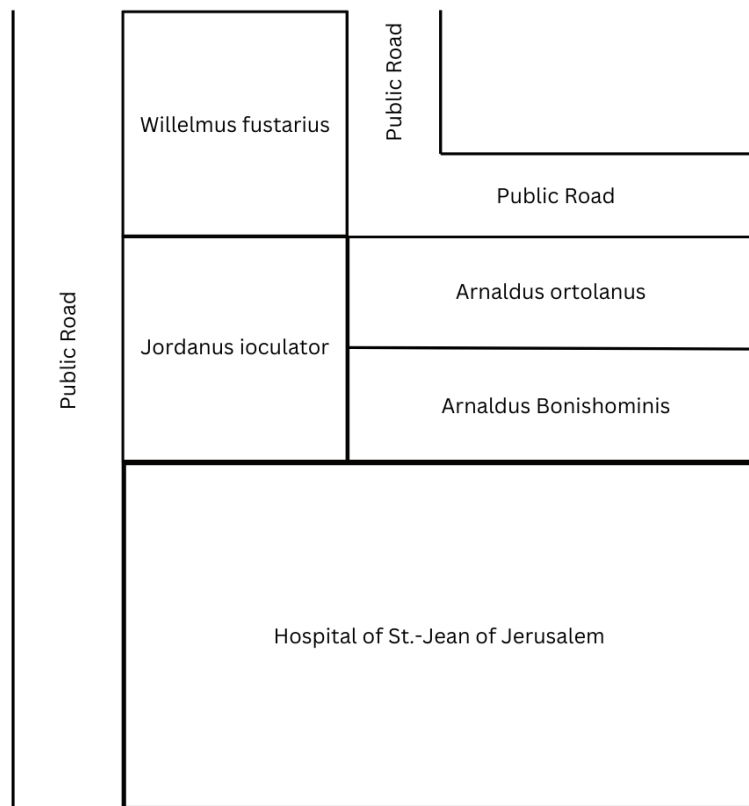 Willelmus fustarius
Public Road
Public Road
Arnaldus ortolanus
Public Road
Jordanus ioculator
Arnaldus Bonishominis
Hospital of St.-Jean of Jerusalem